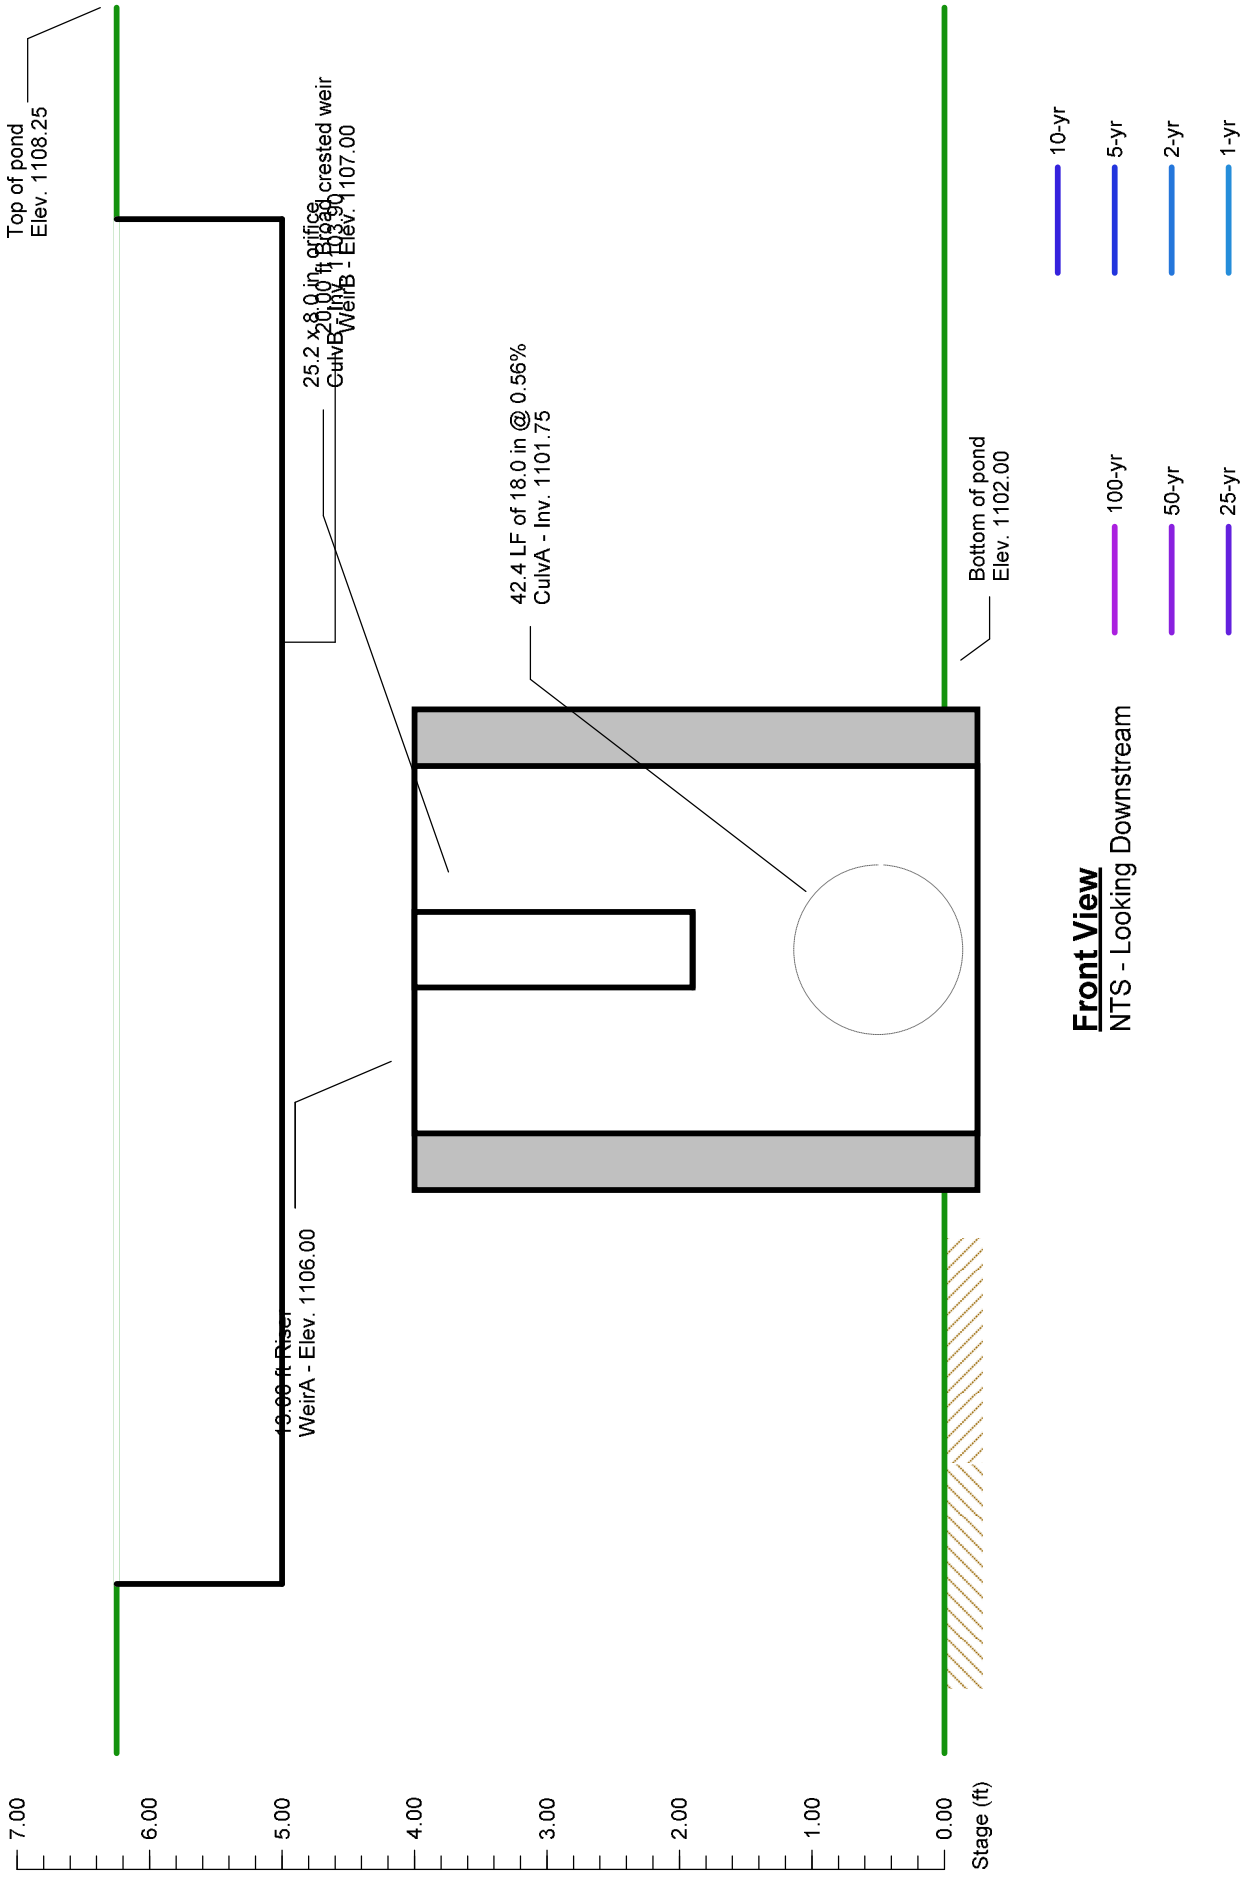 Top of pond
Elev. 1108.25
25.2 x 8.0 in orifice
CulvB - Inv. 1103.90
20.00 ft Broad crested weir
WeirB - Elev. 1107.00
42.4 LF of 18.0 in @ 0.56%
CulvA - Inv. 1101.75
ft Riser
WeirA - Elev. 1106.00
Bottom of pond
Elev. 1102.00
7.00
6.00
5.00
4.00
3.00
2.00
1.00
0.00
Stage (ft)
Front View
NTS - Looking Downstream
100-yr
50-yr
25-yr
10-yr
5-yr
2-yr
1-yr